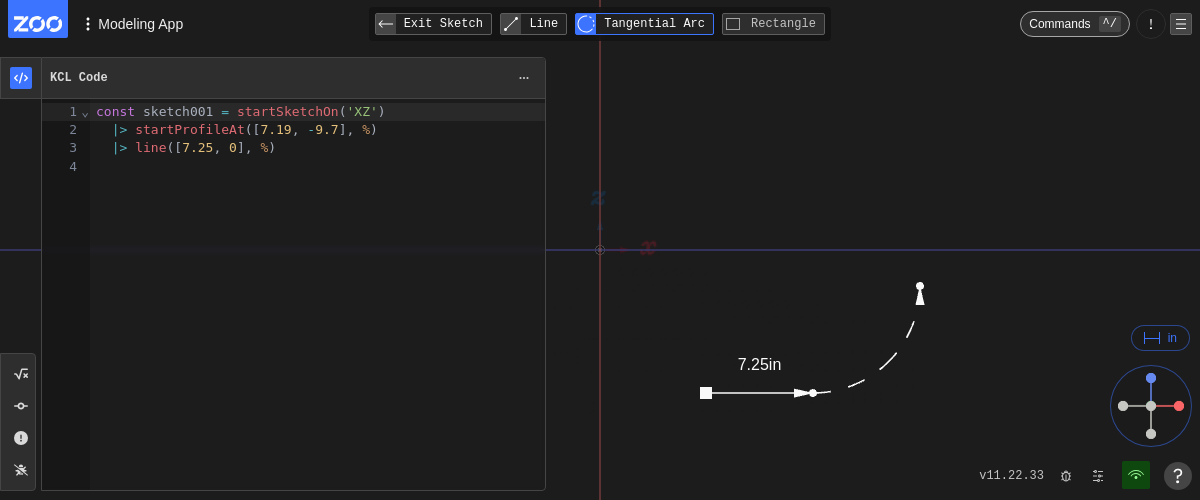 ZOO
Modeling App
Exit Sketch
Line
Tangential Arc
Rectangle
Commands ^/
!
KCL Code
1 const sketch001 = startSketchOn('XZ')
2 |> startProfileAt([7.19, -9.7], %)
3 |> line([7.25, 0], %)
4
z
x
7.25in
in
v11.22.33
?